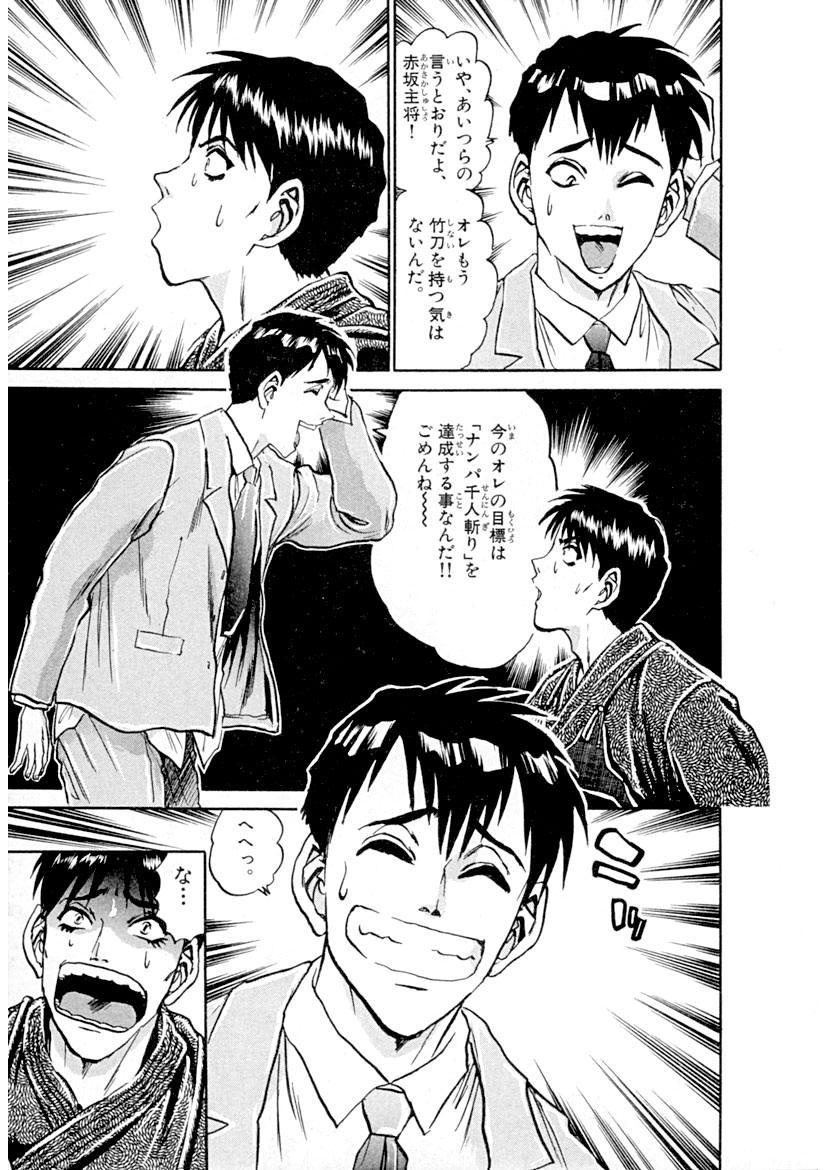 いや、あいつらの
言うとおりだよ、
赤坂主将！
オレもう
竹刀を持つ気は
ないんだ。
今のオレの目標は
「ナンパ千人斬り」を
達成する事なんだ!!
ごめんね～～
へへっ。
ニッ
な…